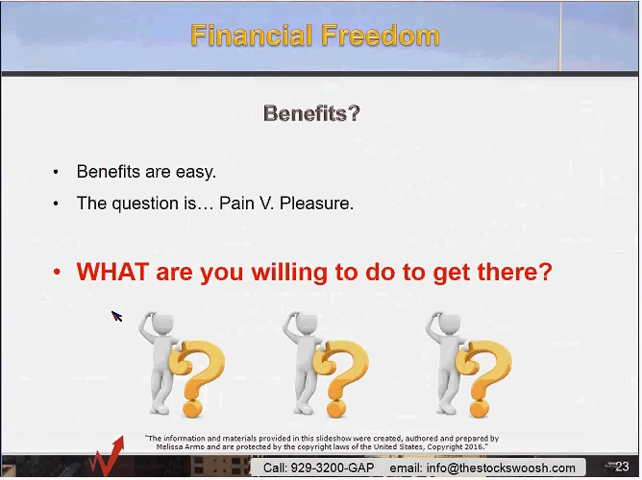 Financial Freedom
Benefits?
• Benefits are easy.
• The question is... Pain V. Pleasure.
• WHAT are you willing to do to get there?
"The information and materials provided in this slideshow were created, authored and prepared by
Melissa Armo and are protected by the copyright laws of the United States, Copyright 2016."
Call: 929-3200-GAP email: info@thestockswoosh.com
23